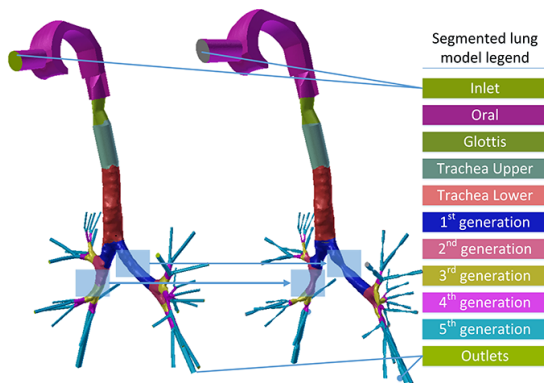 Segmented lung
model legend
Inlet
Oral
Glottis
Trachea Upper
Trachea Lower
1st generation
2nd generation
3rd generation
4th generation
5th generation
Outlets